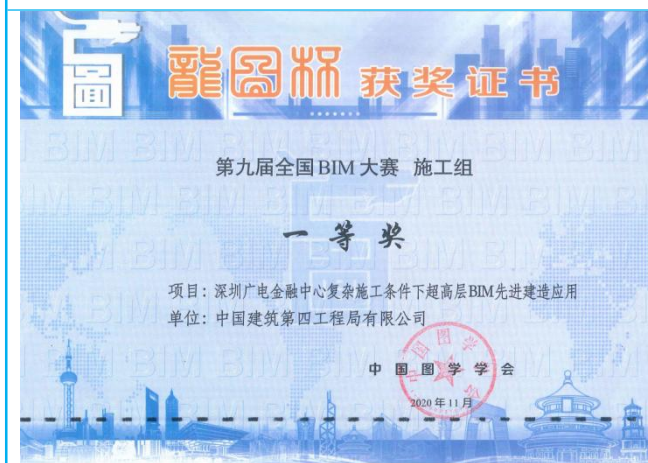 圖
龍圖杯 获奖证书
第九届全国BIM大赛 施工组
一等奖
项目：深圳广电金融中心复杂施工条件下超高层BIM先进建造应用
单位：中国建筑第四工程局有限公司
中国图学学会
2020年11月